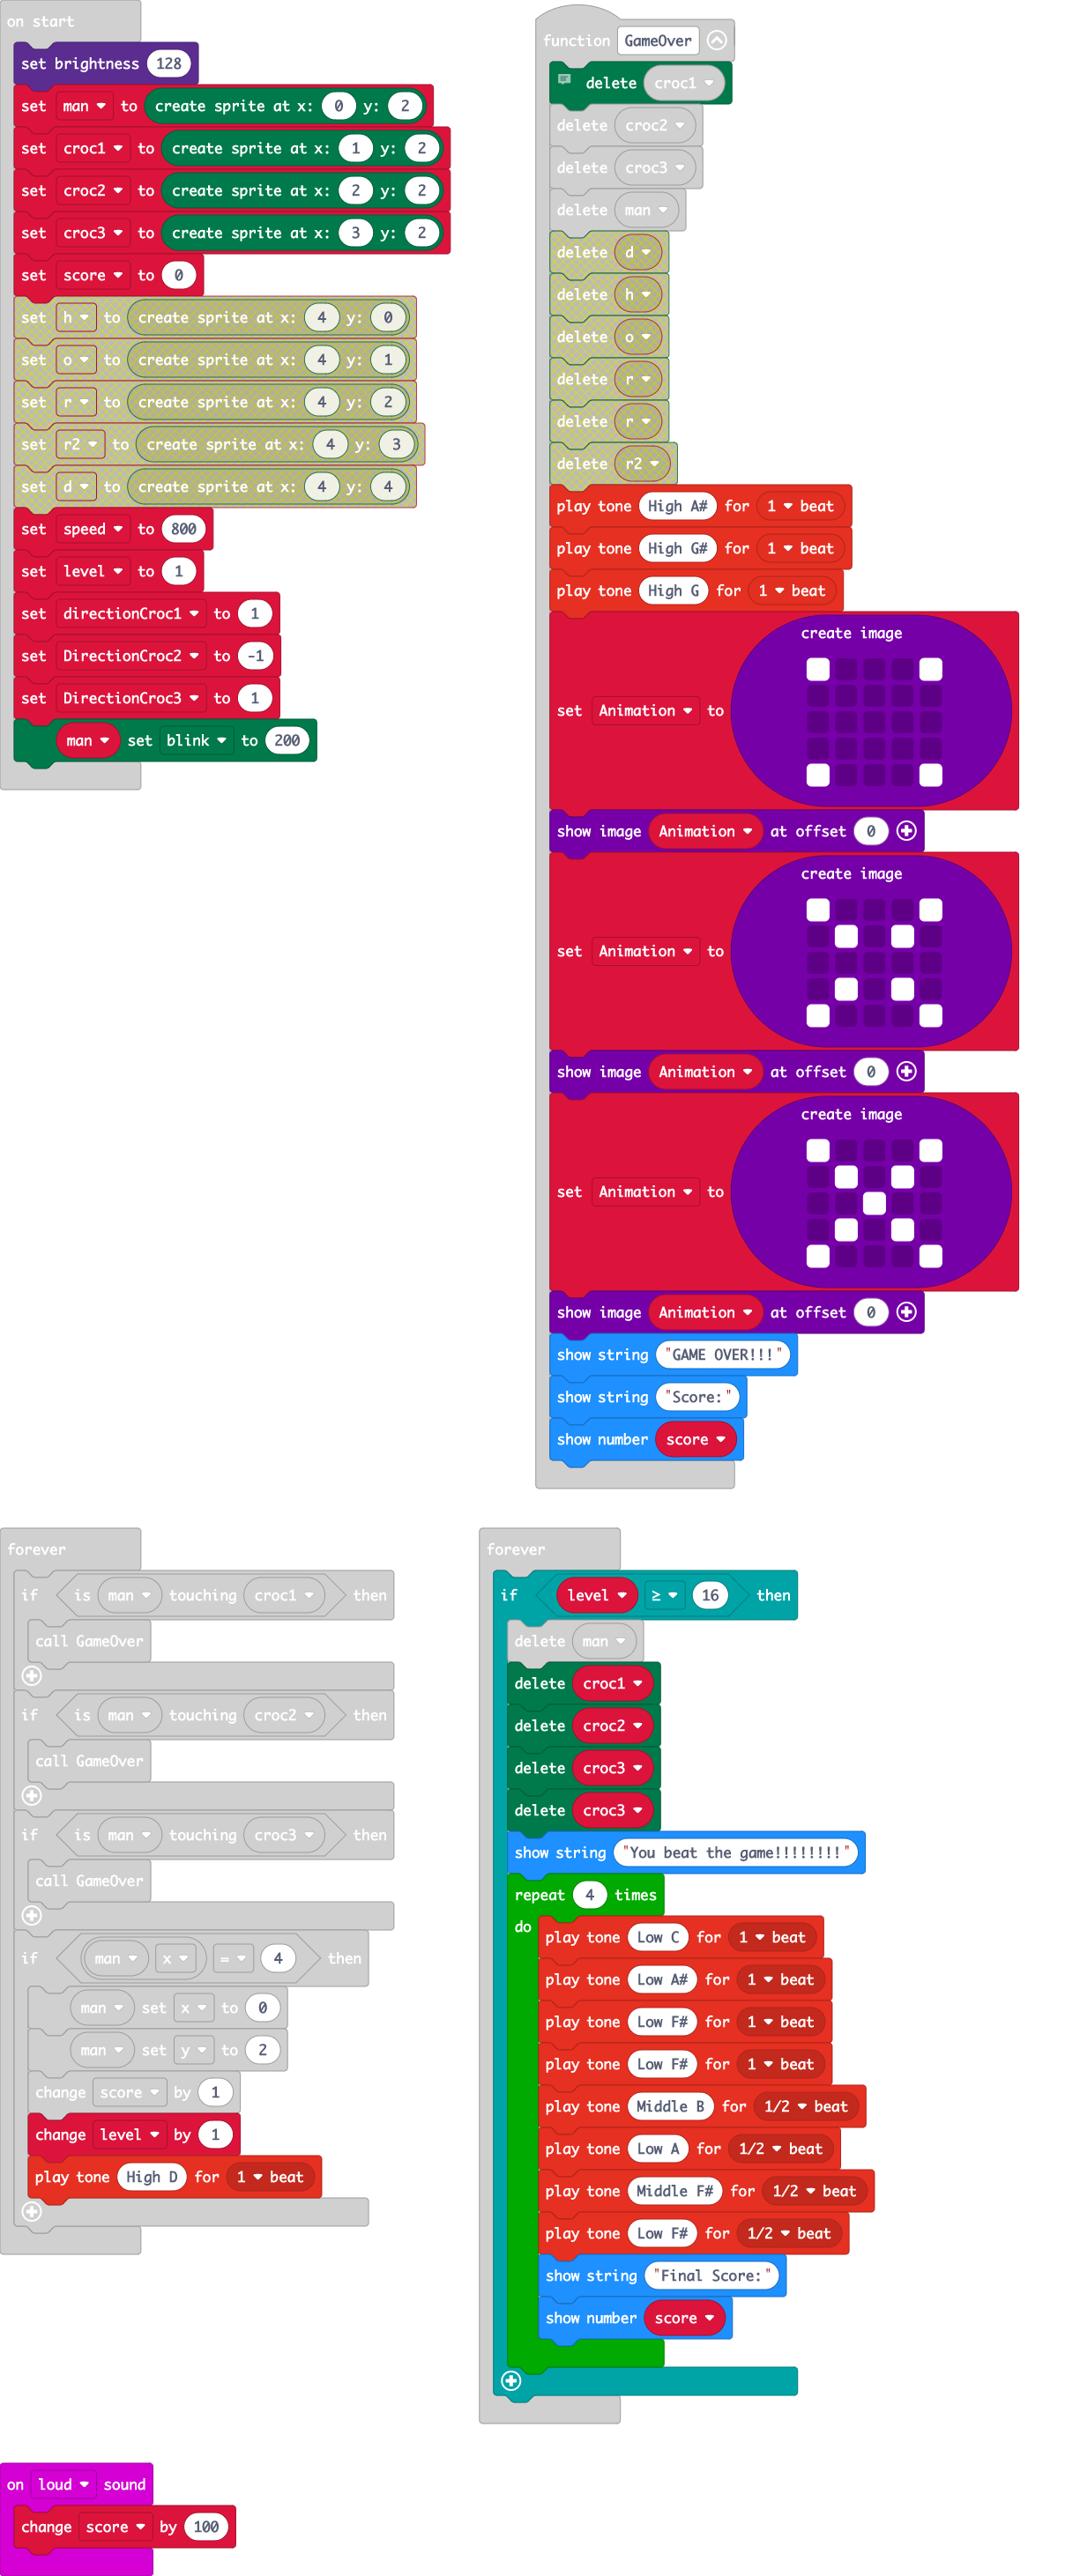 on start
set brightness 128
set man to create sprite at x: 0 y: 2
set croc1 to create sprite at x: 1 y: 2
set croc2 to create sprite at x: 2 y: 2
set croc3 to create sprite at x: 3 y: 2
set score to 0
set h to create sprite at x: 4 y: 0
set o to create sprite at x: 4 y: 1
set r to create sprite at x: 4 y: 2
set r2 to create sprite at x: 4 y: 3
set d to create sprite at x: 4 y: 4
set speed to 800
set level to 1
set directionCroc1 to 1
set DirectionCroc2 to -1
set DirectionCroc3 to 1
man set blink to 200
function GameOver
delete croc1
delete croc2
delete croc3
delete man
delete d
delete h
delete o
delete r
delete r
delete r2
play tone High A# for 1 beat
play tone High G# for 1 beat
play tone High G for 1 beat
create image
set Animation to
show image Animation at offset 0
create image
set Animation to
show image Animation at offset 0
create image
set Animation to
show image Animation at offset 0
show string "GAME OVER!!!"
show string "Score:"
show number score
forever
if is man touching croc1 then
call GameOver
if is man touching croc2 then
call GameOver
if is man touching croc3 then
call GameOver
if man x = 4 then
man set x to 0
man set y to 2
change score by 1
change level by 1
play tone High D for 1 beat
forever
if level ≥ 16 then
delete man
delete croc1
delete croc2
delete croc3
delete croc3
show string "You beat the game!!!!!!!!"
repeat 4 times
do play tone Low C for 1 beat
play tone Low A# for 1 beat
play tone Low F# for 1 beat
play tone Low F# for 1 beat
play tone Middle B for 1/2 beat
play tone Low A for 1/2 beat
play tone Middle F# for 1/2 beat
play tone Low F# for 1/2 beat
show string "Final Score:"
show number score
on loud sound
change score by 100